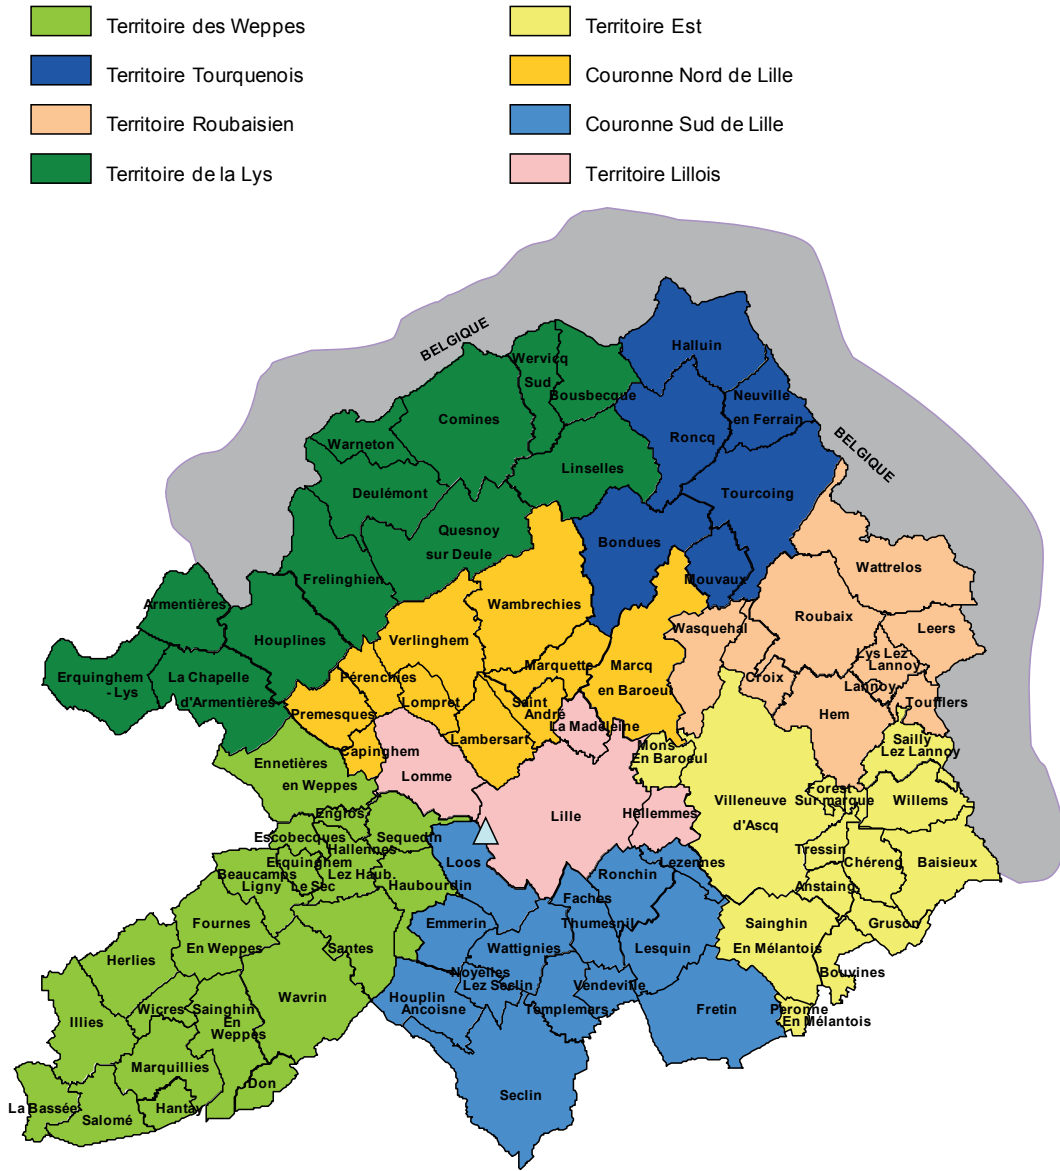 Territoire des Weppes
Territoire Est
Territoire Tourquenois
Couronne Nord de Lille
Territoire Roubaisien
Couronne Sud de Lille
Territoire de la Lys
Territoire Lillois
BELGIQUE
Halluin
Wervicq
Sud
Bousbecque
Neuville
en Ferrain
Comines
Roncq
BELGIQUE
Warneton
Linselles
Deulémont
Tourcoing
Quesnoy
sur Deule
Bondues
Wattrelos
Frelinghien
Mouvaux
Armentières
Wambrechies
Roubaix
Houplines
Verlinghem
Wasquehal
Leers
Lys Lez
Lannoy
Erquinghem
- Lys
La Chapelle
d'Armentières
Pérenchies
Marquette
Marcq
en Baroeul
Croix
Lannoy
Toufflers
Lompret
Saint
André
Premesques
La Madeleine
Hem
Lambersart
Sailly
Lez Lannoy
Capinghem
Mons
En Baroeul
Ennetières
en Weppes
Lomme
Forest
Sur marque
Willems
Villeneuve
d'Ascq
Englos
Lille
Hellemmes
Escobecques
Sequedin
Hallennes
Lez Haub.
Tressin
Erquinghem
Le Sec
Loos
Lezennes
Chéreng
Baisieux
Beaucamps
Ligny
Haubourdin
Ronchin
Anstaing
Faches
Thumesnil
Fournes
En Weppes
Emmerin
Sainghin
En Mélantois
Gruson
Santes
Wattignies
Lesquin
Herlies
Noyelles
Lez Seclin
Vendeville
Bouvines
Wavrin
Houplin
Ancoisne
Illies
Wicres
Sainghin
En
Weppes
Templemars
Fretin
Peronne
En Mélantois
Marquillies
Don
Seclin
La Bassée
Hantay
Salomé